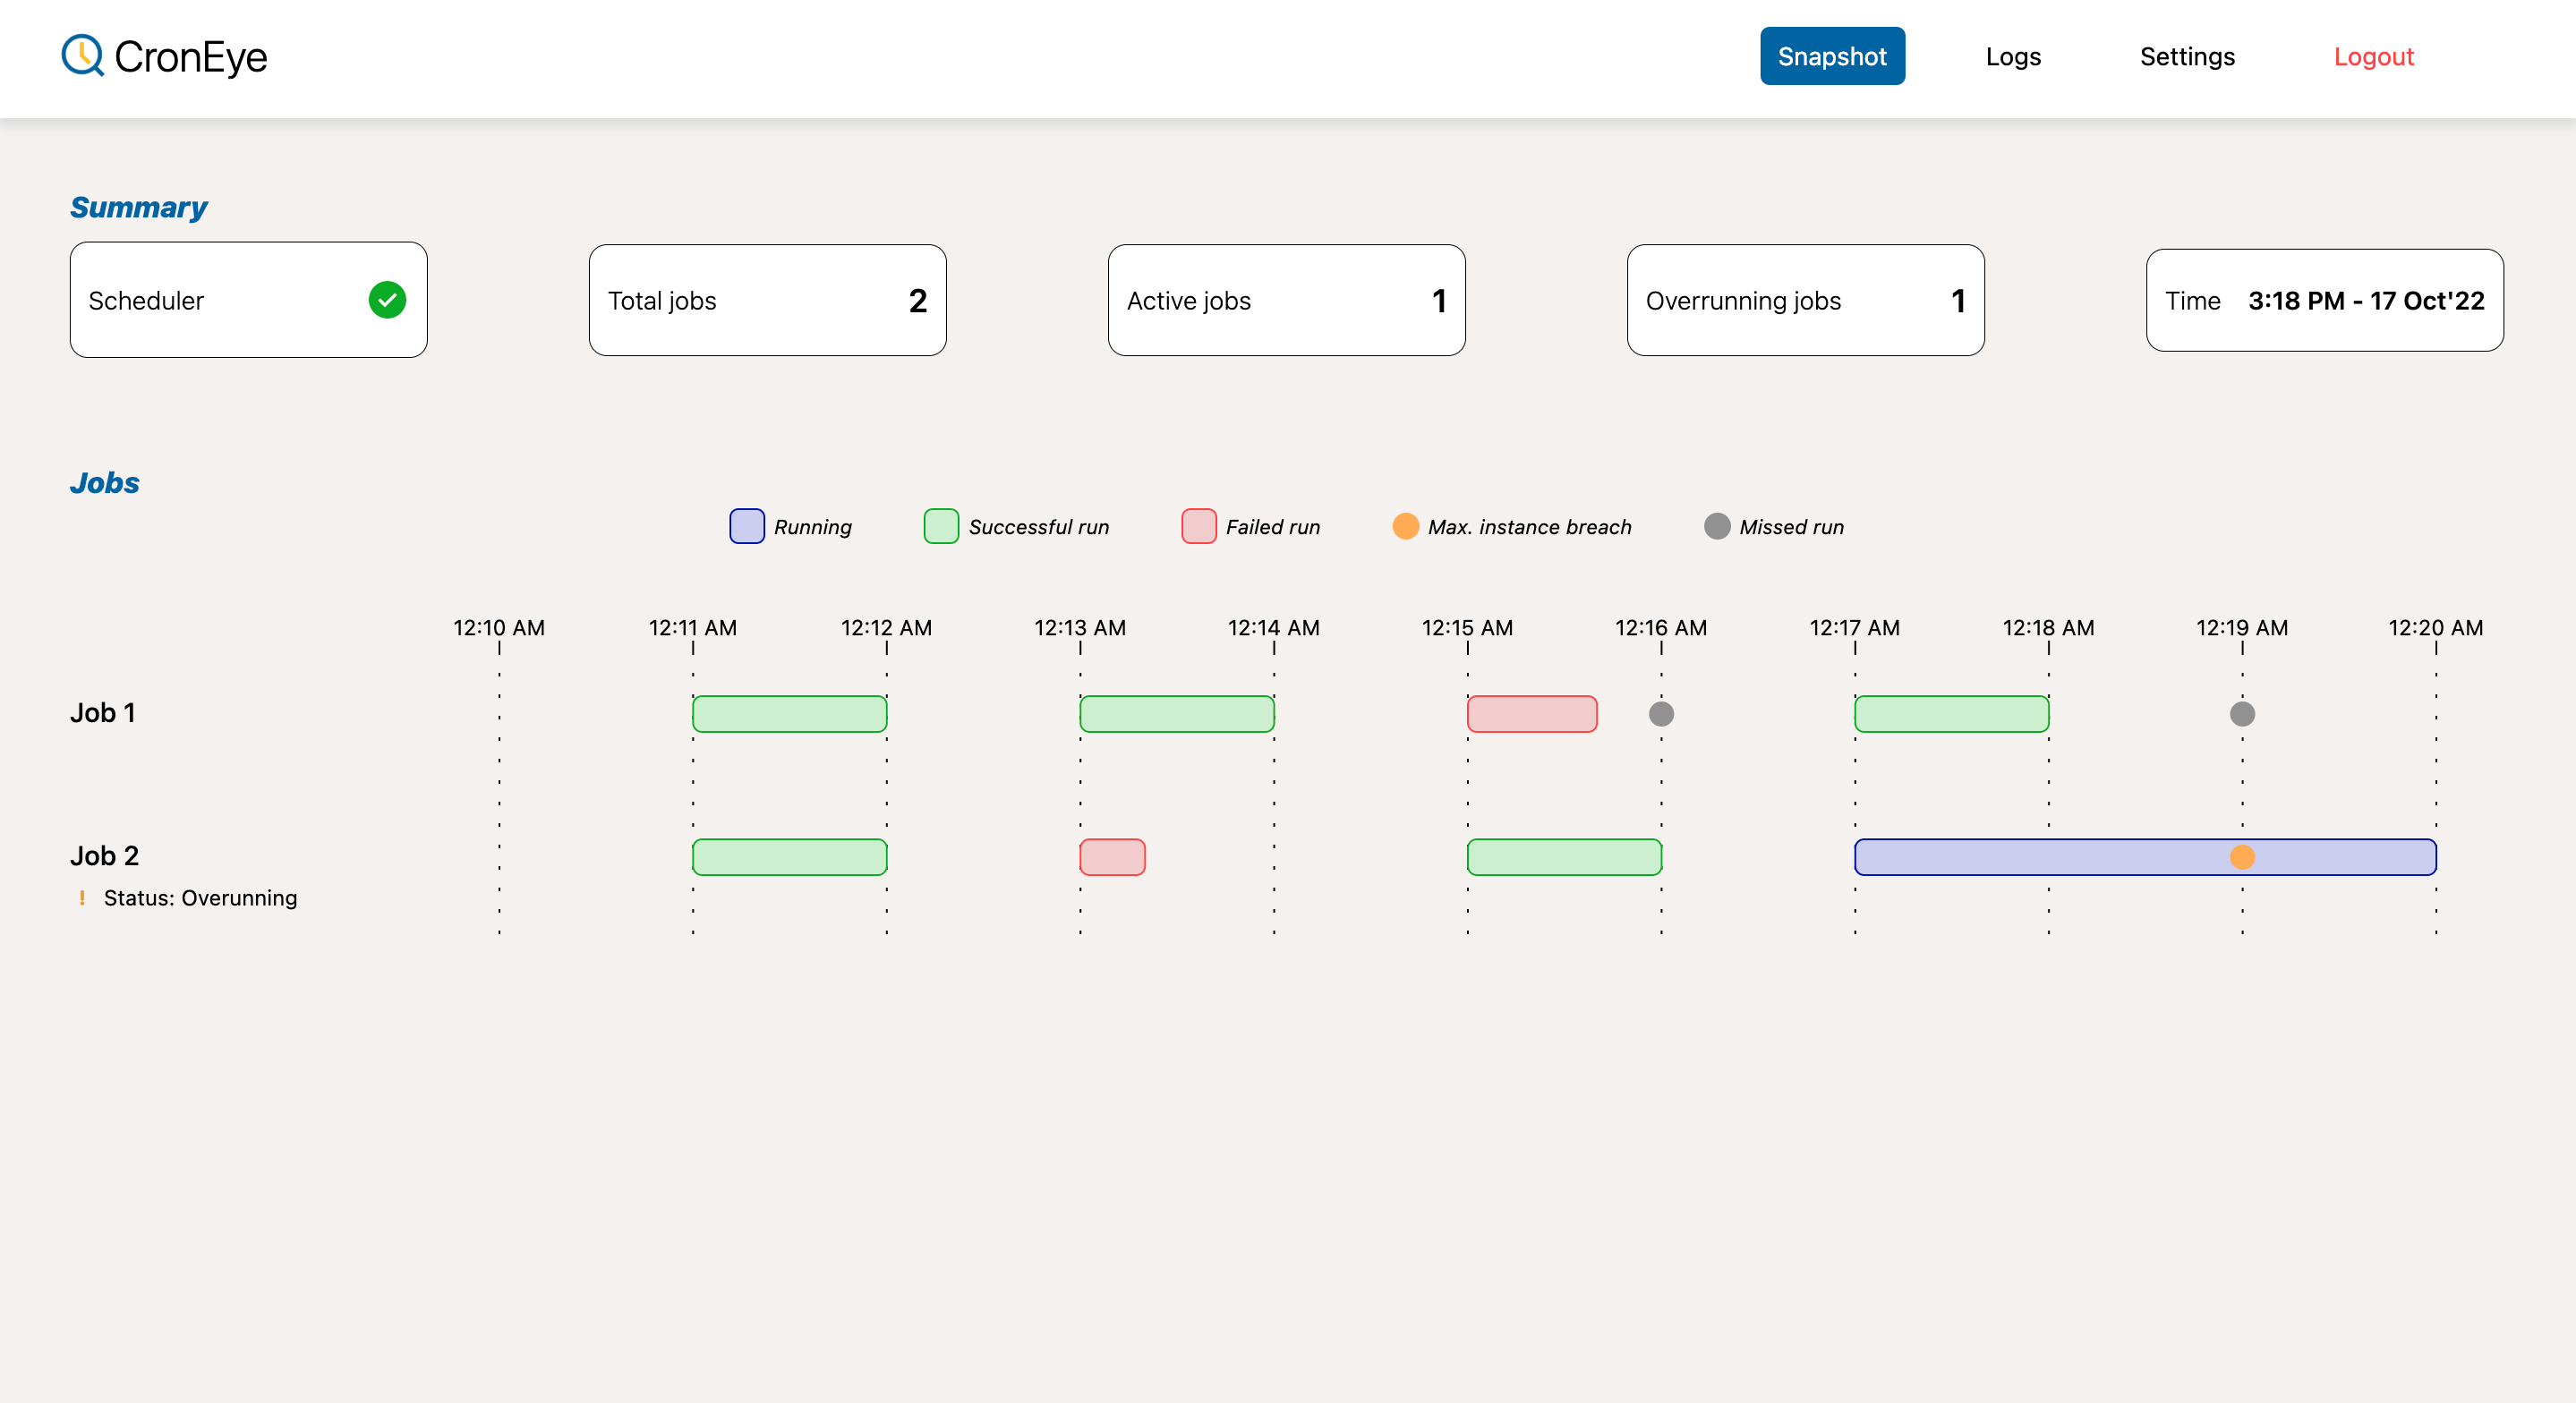 CronEye
Snapshot
Logs
Settings
Logout
Summary
Scheduler
Total jobs 2
Active jobs 1
Overrunning jobs 1
Time 3:18 PM - 17 Oct'22
Jobs
Running
Successful run
Failed run
Max. instance breach
Missed run
12:10 AM
12:11 AM
12:12 AM
12:13 AM
12:14 AM
12:15 AM
12:16 AM
12:17 AM
12:18 AM
12:19 AM
12:20 AM
Job 1
Job 2
! Status: Overunning